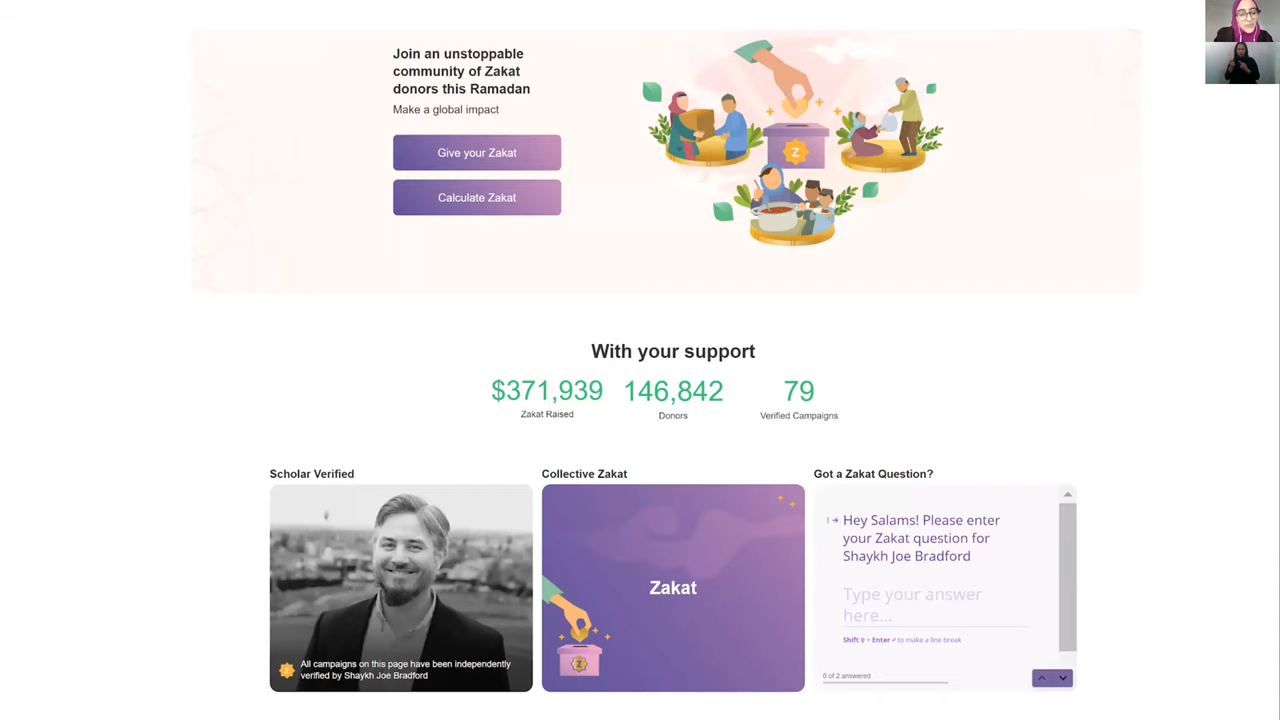 Join an unstoppable
community of Zakat
donors this Ramadan
Make a global impact
Give your Zakat
Calculate Zakat
Z
With your support
$371,939
146,842
79
Zakat Raised
Donors
Verified Campaigns
Scholar Verified
Collective Zakat
Got a Zakat Question?
Z
All campaigns on this page have been independently
verified by Shaykh Joe Bradford
Zakat
Z
1 → Hey Salams! Please enter
your Zakat question for
Shaykh Joe Bradford
Type your answer
here...
Shift ⇧ + Enter ↵ to make a line break
0 of 2 answered